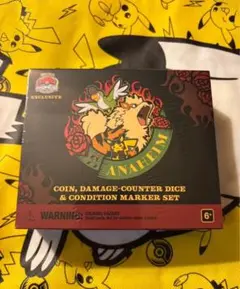 EXCLUSIVE
ANAHEIM
COIN, DAMAGE-COUNTER DICE
& CONDITION MARKER SET
WARNING:
6+